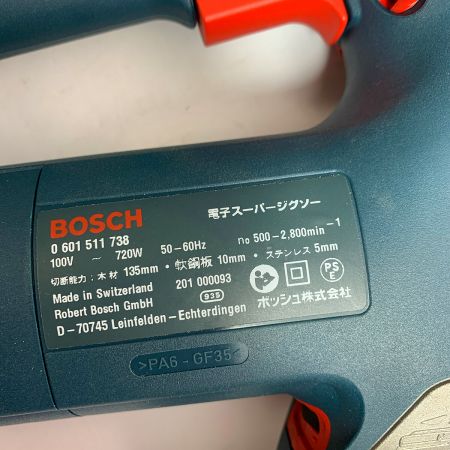 BOSCH 電子スーパージグソー
0 601 511 738
100V ~ 720W 50-60Hz no 500-2,800min-1
切断能力:木材 135mm・軟鋼板 10mm・ステンレス 5mm
Made in Switzerland 201 000093
Robert Bosch GmbH 935 ボッシュ株式会社
D-70745 Leinfelden-Echterdingen
PSE
>PA6-GF35<